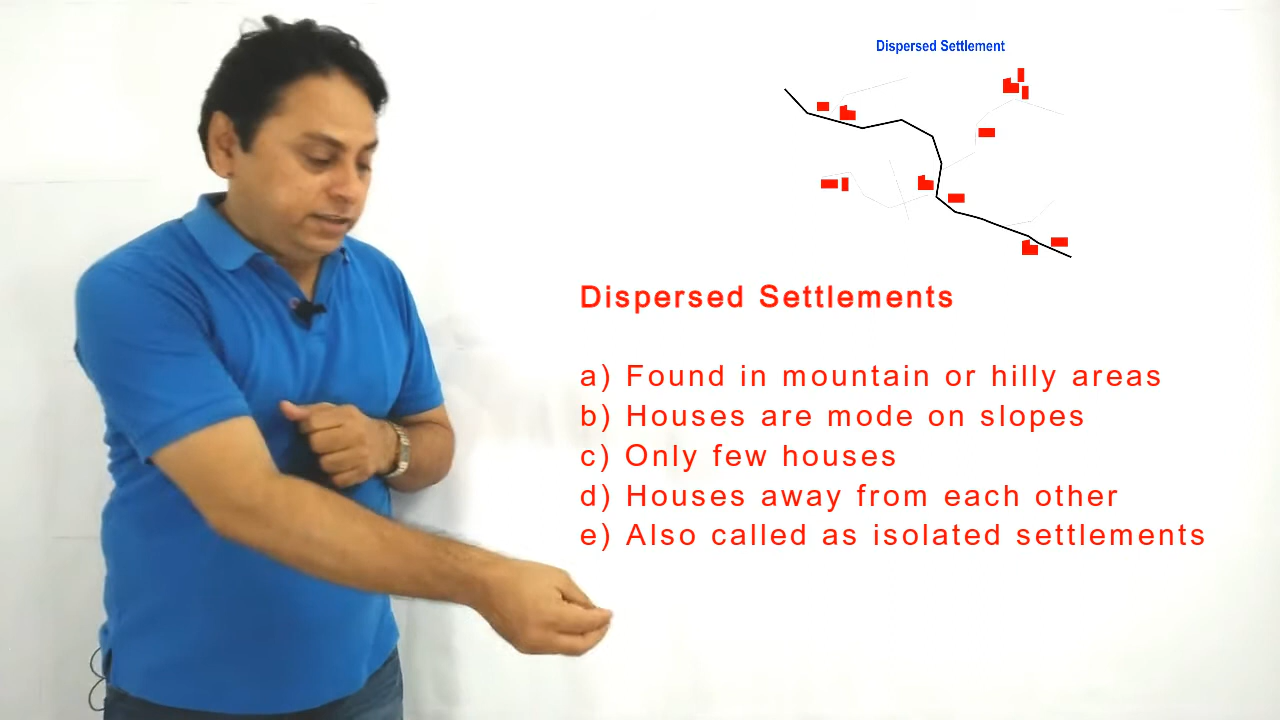 Dispersed Settlement
Dispersed Settlements
a) Found in mountain or hilly areas
b) Houses are mode on slopes
c) Only few houses
d) Houses away from each other
e) Also called as isolated settlements